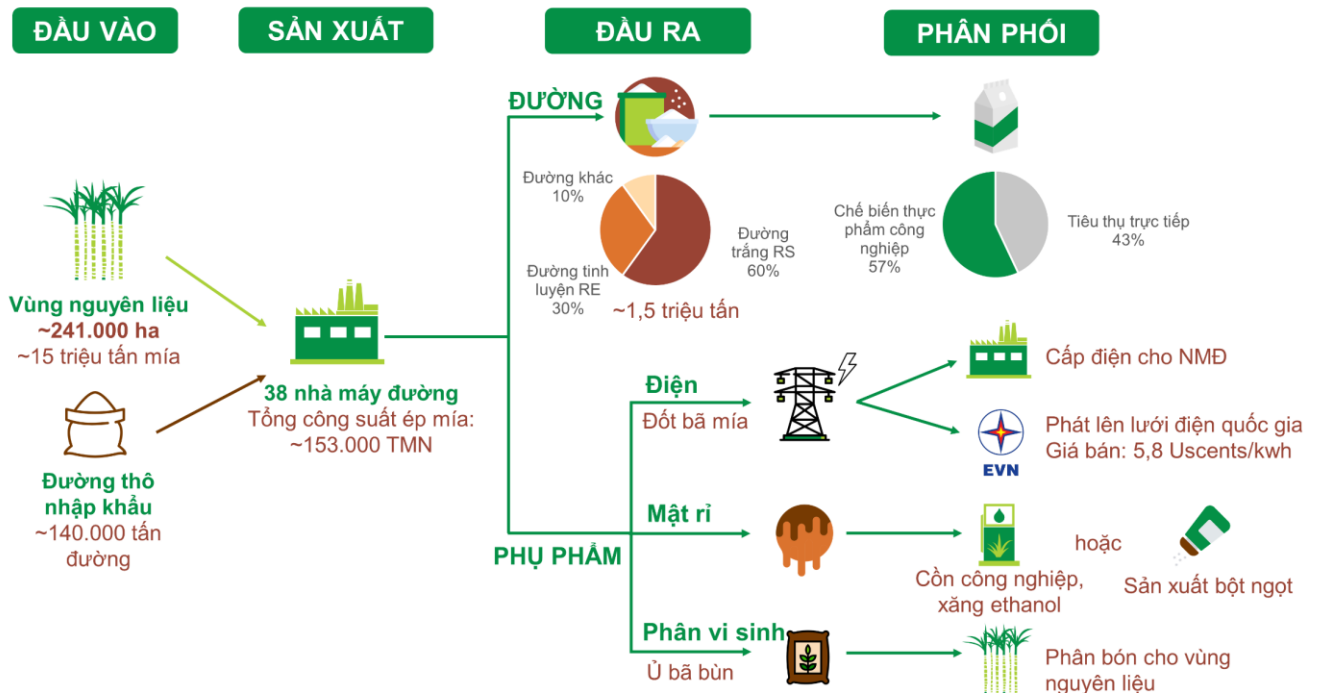 ĐẦU VÀO
SẢN XUẤT
ĐẦU RA
PHÂN PHỐI
Vùng nguyên liệu
~241.000 ha
~15 triệu tấn mía
Đường thô
nhập khẩu
~140.000 tấn
đường
38 nhà máy đường
Tổng công suất ép mía:
~153.000 TMN
ĐƯỜNG
Đường khác
10%
Đường
trắng RS
60%
Đường tinh
luyện RE
30%
~1,5 triệu tấn
Chế biến thực
phẩm công
nghiệp
57%
Tiêu thụ trực tiếp
43%
PHỤ PHẨM
Điện
Đốt bã mía
Cấp điện cho NMĐ
EVN
Phát lên lưới điện quốc gia
Giá bán: 5,8 Uscents/kwh
Mật rỉ
Cồn công nghiệp,
xăng ethanol
hoặc
Sản xuất bột ngọt
Phân vi sinh
Ủ bã bùn
Phân bón cho vùng
nguyên liệu